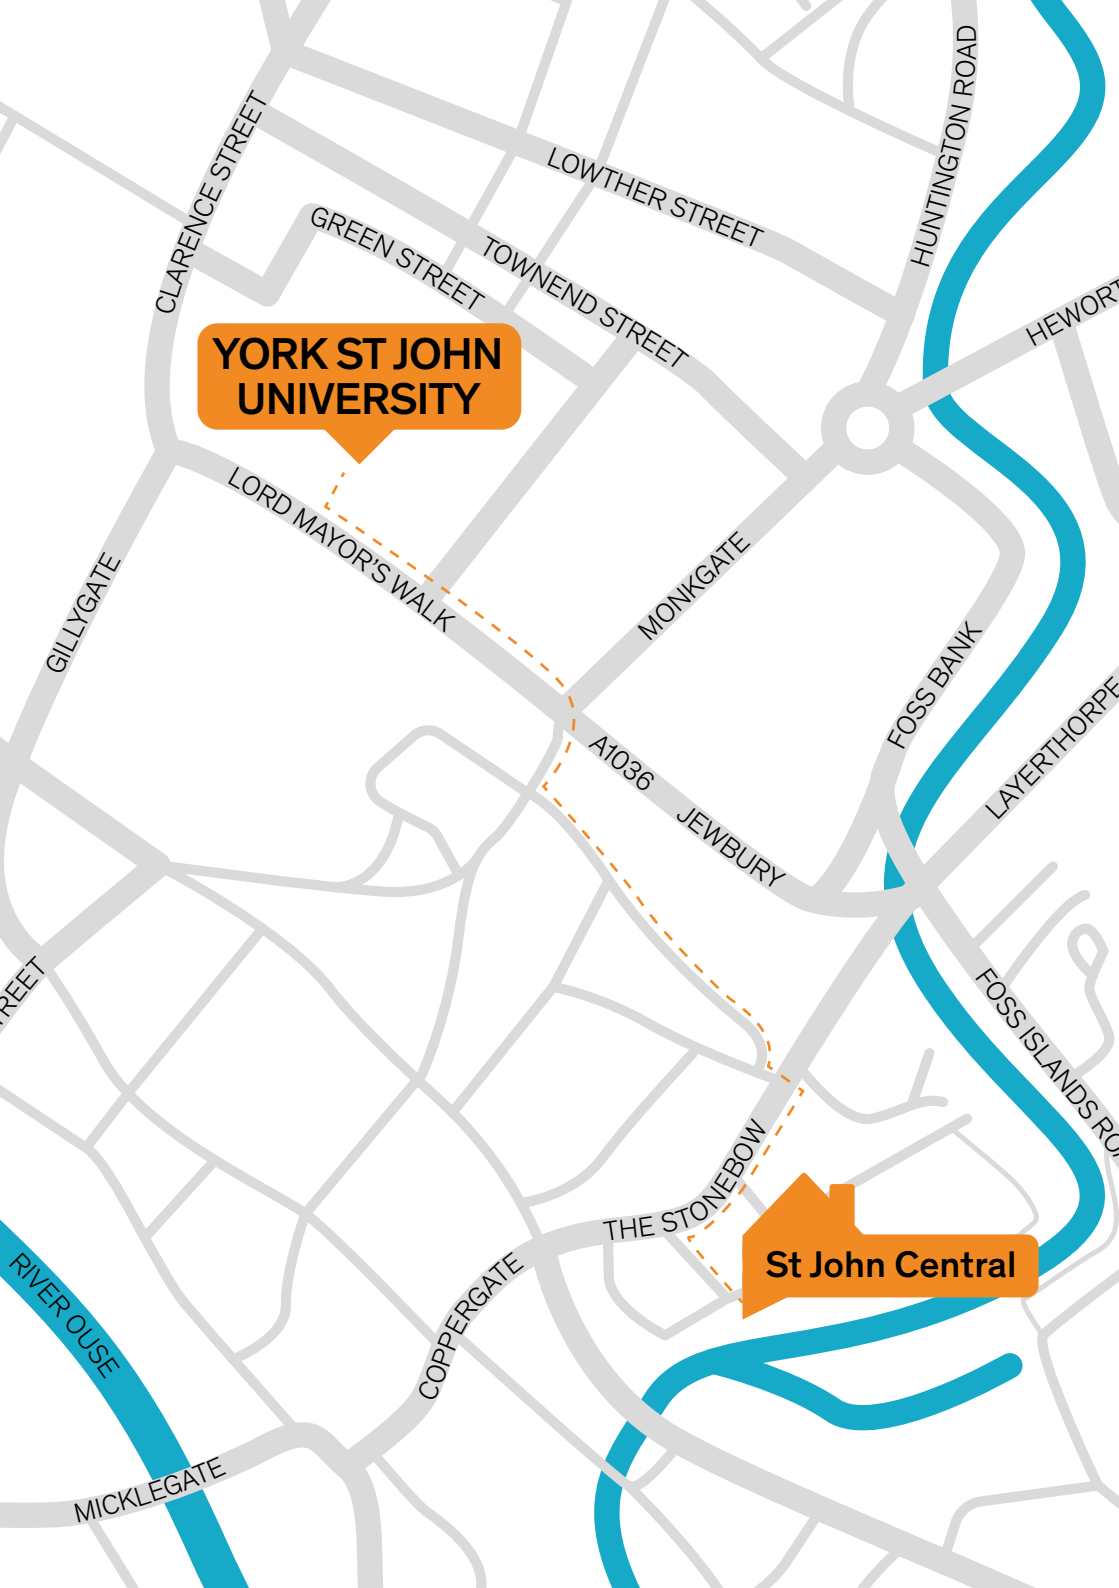 HUNTINGTON ROAD
CLARENCE STREET
LOWTHER STREET
GREEN STREET
TOWNEND STREET
HEWORT
YORK ST JOHN
UNIVERSITY
LORD MAYOR'S WALK
MONKGATE
GILLYGATE
FOSS BANK
LAYERTHORPE
A1036
JEWBURY
REET
FOSS ISLANDS RO
THE STONEBOW
St John Central
RIVER OUSE
COPPERGATE
MICKLEGATE